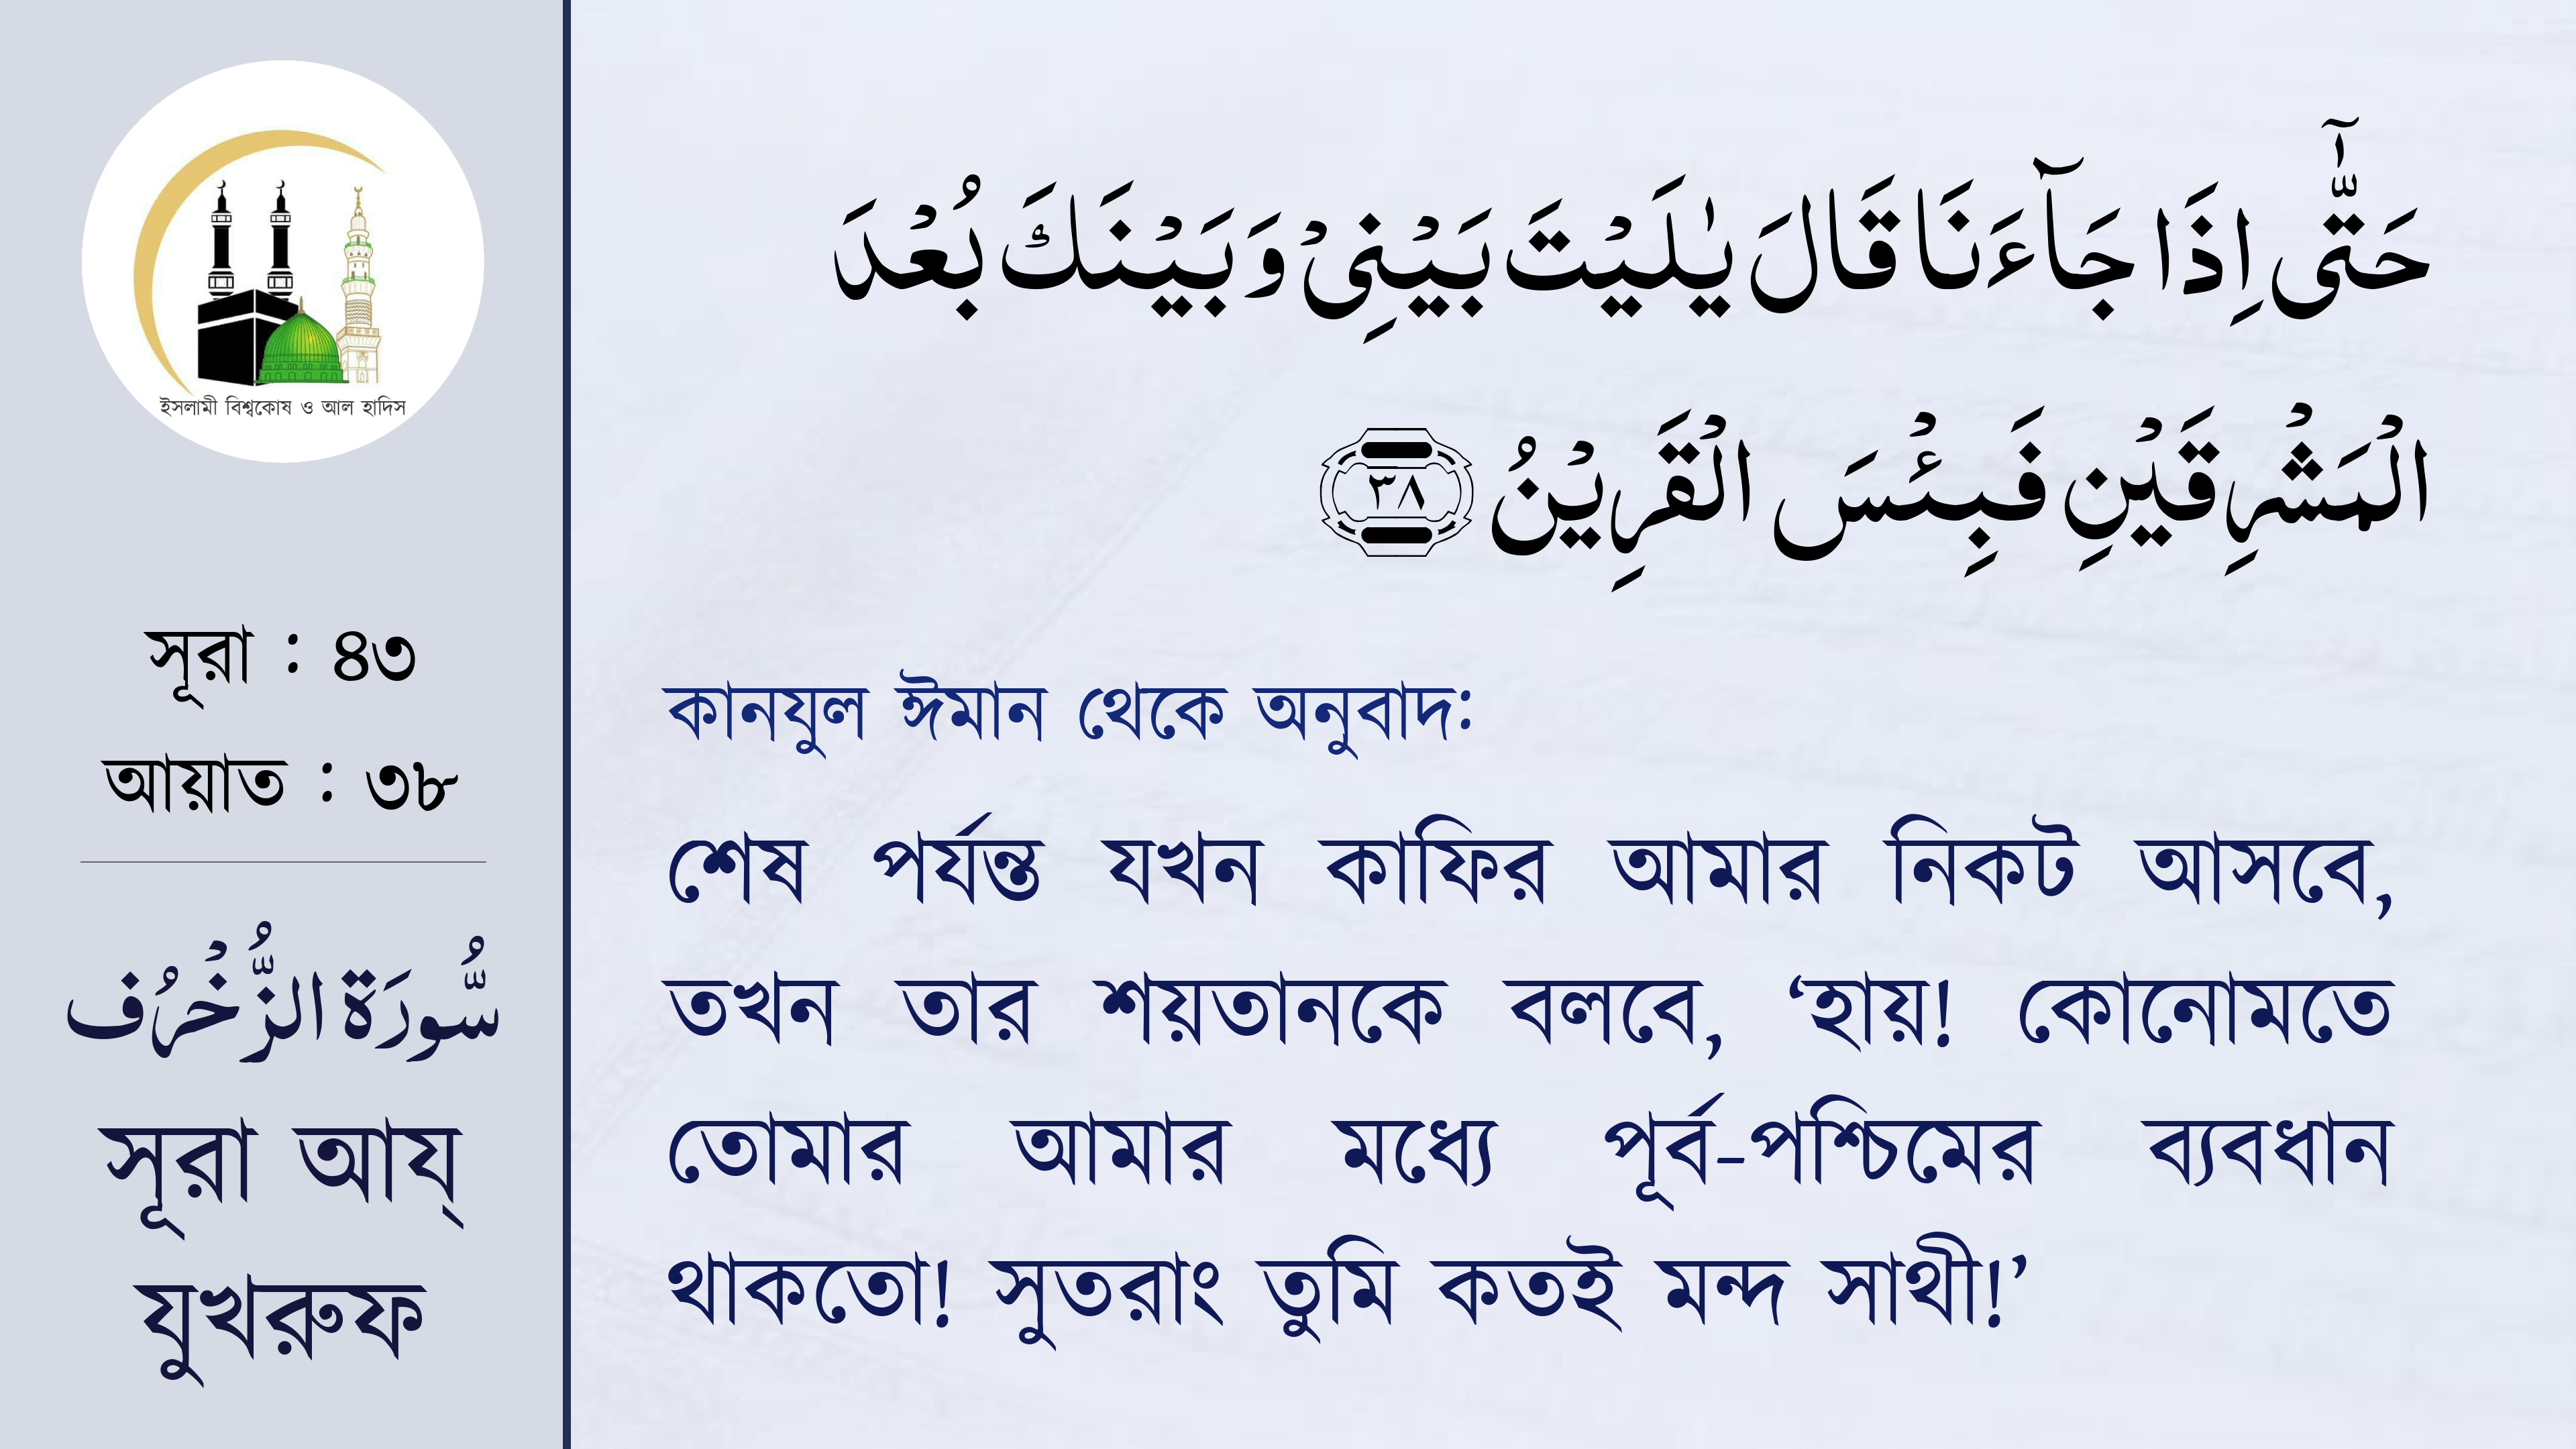 ইসলামী বিশ্বকোষ ও আল হাদিস
সূরা : ৪৩
আয়াত : ৩৮
سُّورَة الزُّخْرُف
সূরা আয্
যুখরুফ
حَتّٰۤى اِذَا جَآءَنَا قَالَ یٰلَیْتَ بَیْنِیْ وَ بَیْنَكَ بُعْدَ
الْمَشْرِقَیْنِ فَبِئْسَ الْقَرِیْنُ ﴿۳۸﴾
কানযুল ঈমান থেকে অনুবাদ:
শেষ পর্যন্ত যখন কাফির আমার নিকট আসবে,
তখন তার শয়তানকে বলবে, ‘হায়! কোনোমতে
তোমার আমার মধ্যে পূর্ব-পশ্চিমের ব্যবধান
থাকতো! সুতরাং তুমি কতই মন্দ সাথী!’